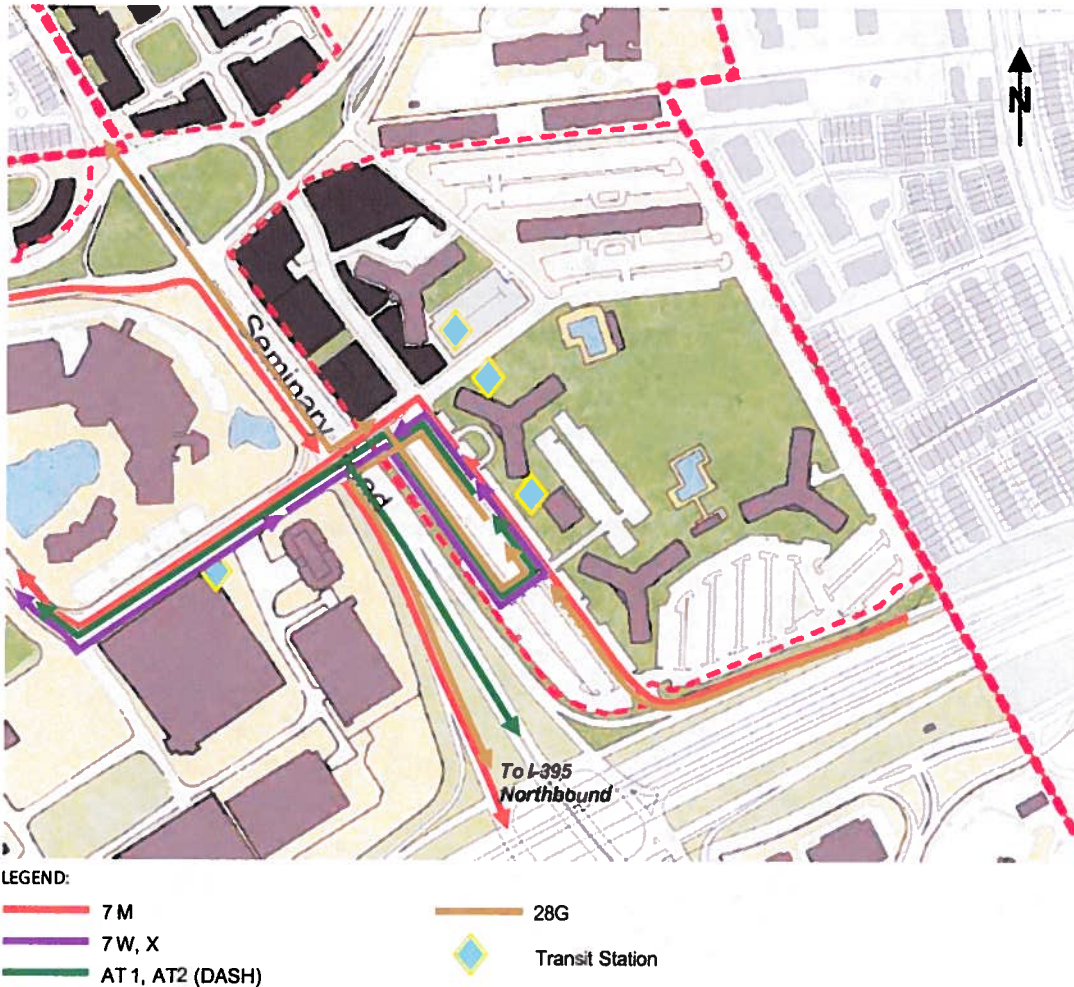 N
Seminary
To I-395
Northbound
LEGEND:
7 M
7 W, X
AT 1, AT2 (DASH)
28G
Transit Station